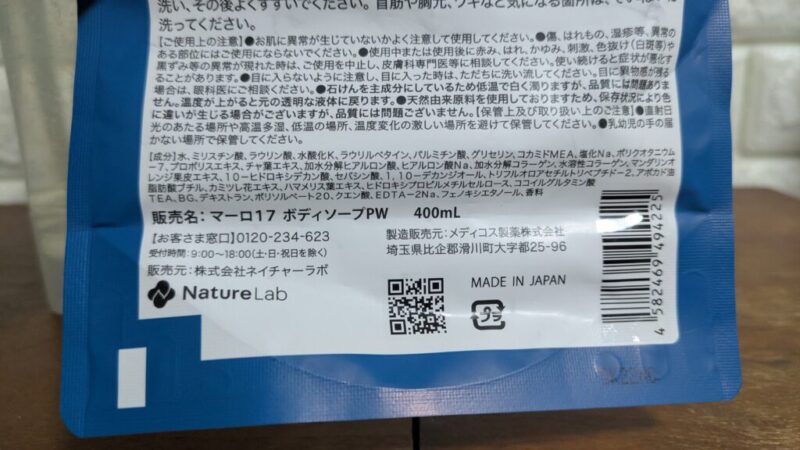 洗い、その後よくすすいでください。首筋や胸元、ワキなど気になる箇所は、ていねいに
洗ってください。
【ご使用上の注意】●お肌に異常が生じていないかよく注意して使用してください。●傷、はれもの、湿疹等、異常の
ある部位にはご使用にならないでください。●使用中または使用後に赤み、はれ、かゆみ、刺激、色抜け(白斑等)や
黒ずみ等の異常が現れた時は、ご使用を中止し、皮膚科専門医等に相談してください。使い続けると症状が悪化す
ることがあります。●目に入らないように注意し、目に入った時は、ただちに洗い流してください。目に異物感が残る
場合は、眼科医にご相談ください。●石けんを主成分にしているため低温で白く濁りますが、品質には問題ありま
せん。温度が上がると元の透明な液体に戻ります。●天然由来原料を使用しておりますため、保存状況により色
に違いが生じる場合がございますが、品質には問題ございません。【保管上及び取り扱い上のご注意】●直射日
光のあたる場所や高温多湿、低温の場所、温度変化の激しい場所を避けて保管してください。●乳幼児の手の届
かない場所で保管してください。
[成分]水、ミリスチン酸、ラウリン酸、水酸化K、ラウリルベタイン、パルミチン酸、グリセリン、コカミドMEA、塩化Na、ポリクオタニウム
-7、プロポリスエキス、チャ葉エキス、加水分解ヒアルロン酸、ヒアルロン酸Na、加水分解コラーゲン、水溶性コラーゲン、マンダリンオ
レンジ果皮エキス、10-ヒドロキシデカン酸、セバシン酸、1,10-デカンジオール、トリフルオロアセチルトリペプチド-2、アボカド油
脂肪酸ブチル、カミツレ花エキス、ハマメリス葉エキス、ヒドロキシプロピルメチルセルロース、ココイルグルタミン酸
TEA、BG、デキストラン、ポリソルベート20、クエン酸、EDTA-2Na、フェノキシエタノール、香料
販売名:マーロ17 ボディソープPW 400mL
【お客さま窓口】0120-234-623
受付時間:9:00~18:00(土・日・祝日を除く)
販売元:株式会社ネイチャーラボ
NatureLab
製造販売元:メディコス製薬株式会社
埼玉県比企郡滑川町大字都25-96
MADE IN JAPAN
プラ
4 582469 494225